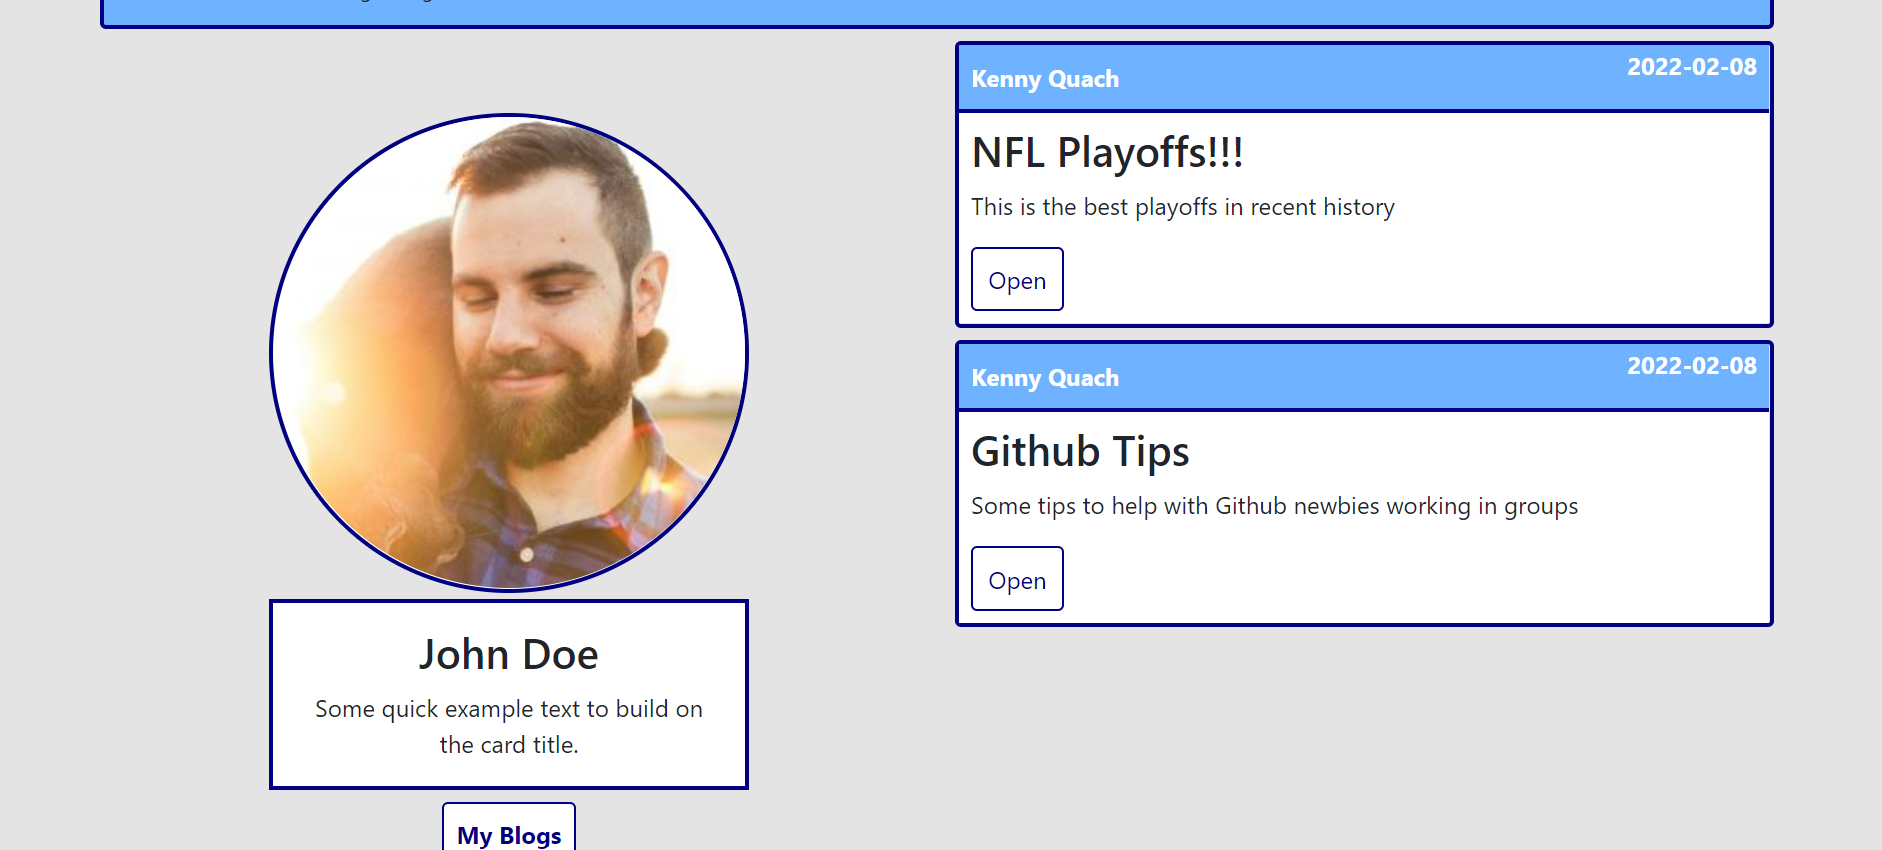 Kenny Quach
2022-02-08
NFL Playoffs!!!
This is the best playoffs in recent history
Open
Kenny Quach
2022-02-08
Github Tips
Some tips to help with Github newbies working in groups
Open
John Doe
Some quick example text to build on
the card title.
My Blogs